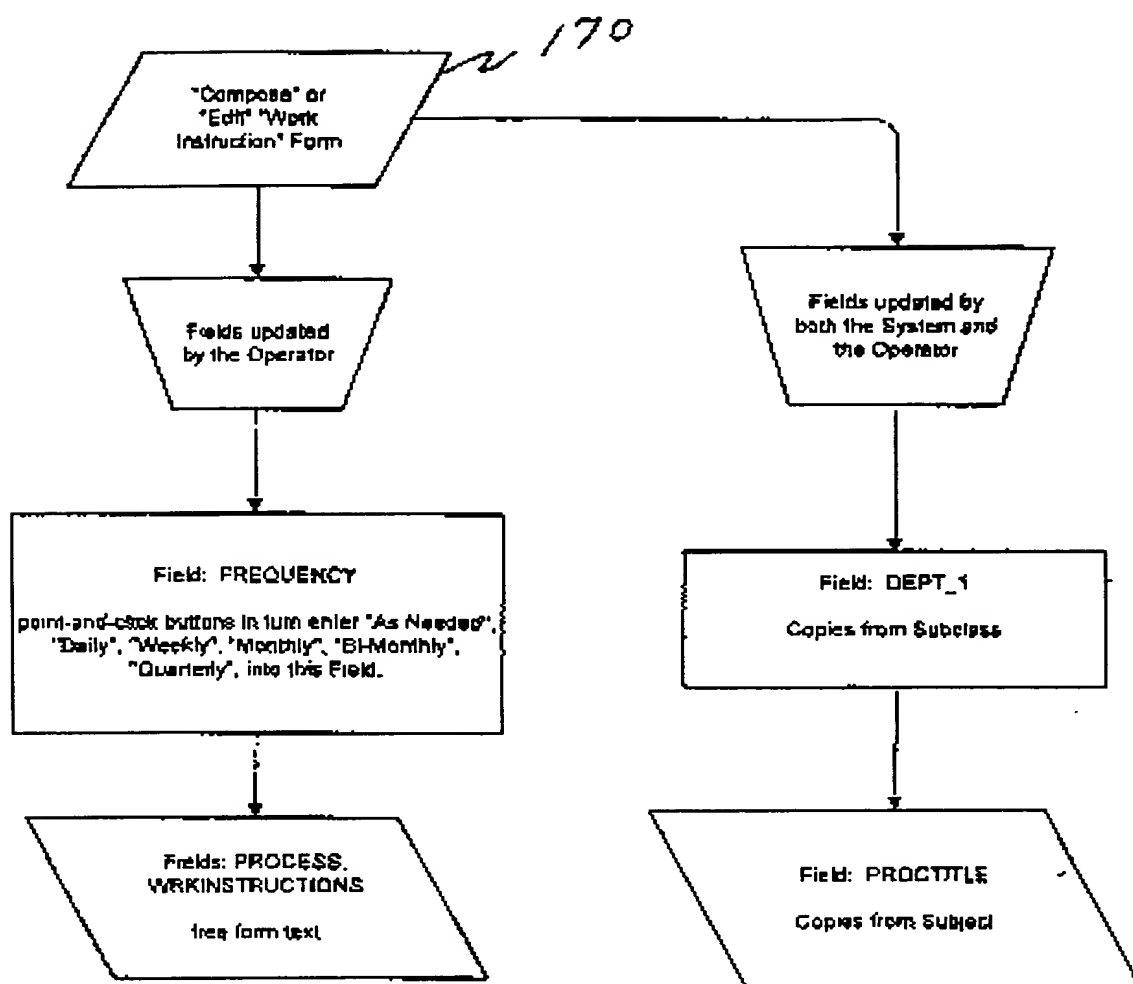 170
"Compose" or
"Edit" "Work
Instruction" Form
Fields updated
by the Operator
Fields updated by
both the System and
the Operator
Field: FREQUENCY
point-and-click buttons in turn enter "As Needed",
"Daily", "Weekly", "Monthly", "Bi-Monthly",
"Quarterly", into this Field.
Field: DEPT_1
Copies from Subclass
Fields: PROCESS,
WRKINSTRUCTIONS
free form text
Field: PROCTITLE
Copies from Subject